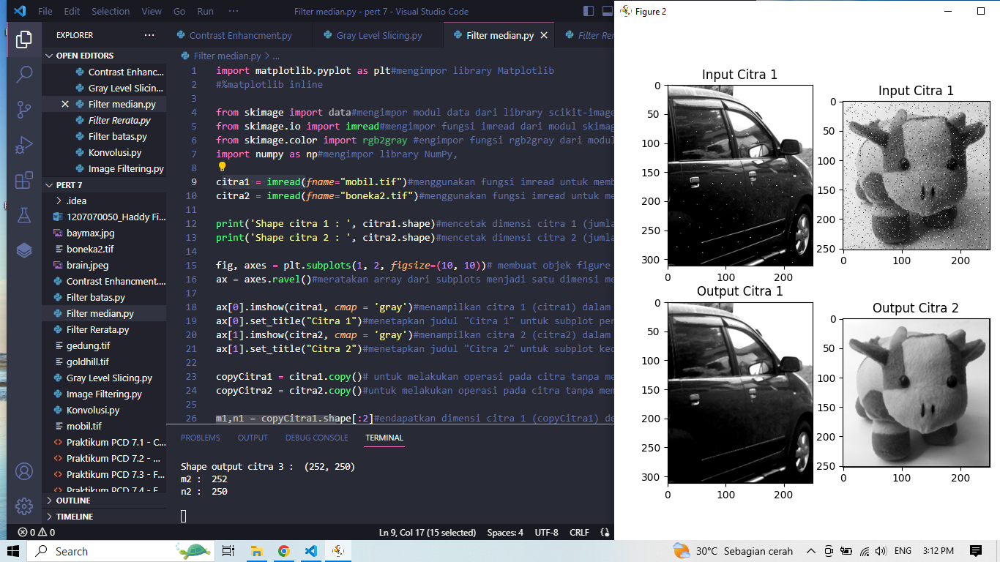 File Edit Selection View Go Run ··· Filter median.py - pert 7 - Visual Studio Code
EXPLORER ···
OPEN EDITORS
Contrast Enhanc...
Gray Level Slicin...
Filter median.py
Filter Rerata.py
Filter batas.py
Konvolusi.py
Image Filtering.py
PERT 7
.idea
1207070050_Haddy Fi...
baymax.jpg
boneka2.tif
brain.jpeg
Contrast Enhancment....
Filter batas.py
Filter median.py
Filter Rerata.py
gedung.tif
goldhill.tif
Gray Level Slicing.py
Image Filtering.py
Konvolusi.py
mobil.tif
Praktikum PCD 7.1 - C...
Praktikum PCD 7.2 - ...
Praktikum PCD 7.3 - F...
Praktikum PCD 7.4 - F
OUTLINE
TIMELINE
Contrast Enhancment.py Gray Level Slicing.py Filter median.py Filter Rer
Filter median.py > ...
1 import matplotlib.pyplot as plt#mengimpor library Matplotlib
2 #%matplotlib inline
3
4 from skimage import data#mengimpor modul data dari library scikit-image
5 from skimage.io import imread#mengimpor fungsi imread dari modul skimag
6 from skimage.color import rgb2gray #engimpor fungsi rgb2gray dari modul
7 import numpy as np#mengimpor library NumPy,
8
9 citra1 = imread(fname="mobil.tif")#menggunakan fungsi imread untuk memb
10 citra2 = imread(fname="boneka2.tif")#menggunakan fungsi imread untuk me
11
12 print('Shape citra 1 : ', citra1.shape)#mencetak dimensi citra 1 (jumla
13 print('Shape citra 2 : ', citra2.shape)#mencetak dimensi citra 2 (jumla
14
15 fig, axes = plt.subplots(1, 2, figsize=(10, 10))# membuat objek figure
16 ax = axes.ravel()#meratakan array dari subplots menjadi satu dimensi me
17
18 ax[0].imshow(citra1, cmap = 'gray')#menampilkan citra 1 (citra1) dalam
19 ax[0].set_title("Citra 1")#menetapkan judul "Citra 1" untuk subplot per
20 ax[1].imshow(citra2, cmap = 'gray')#menampilkan citra 2 (citra2) dalam
21 ax[1].set_title("Citra 2")#menetapkan judul "Citra 2" untuk subplot ked
22
23 copyCitra1 = citra1.copy()# untuk melakukan operasi pada citra tanpa me
24 copyCitra2 = citra2.copy()#untuk melakukan operasi pada citra tanpa mem
25
26 m1,n1 = copyCitra1.shape[:2]#endapatkan dimensi citra 1 (copyCitra1) de
PROBLEMS OUTPUT DEBUG CONSOLE TERMINAL
Shape output citra 3 :  (252, 250)
m2 :  252
n2 :  250
0 0 Ln 9, Col 17 (15 selected) Spaces: 4 UTF-8 CRLF
Figure 2
Input Citra 1
0
50
100
150
200
250
300
0 100 200
Input Citra 1
0
50
100
150
200
250
0 100 200
Output Citra 1
0
50
100
150
200
250
300
0 100 200
Output Citra 2
0
50
100
150
200
250
0 100 200
Search
30°C Sebagian cerah ENG 3:12 PM